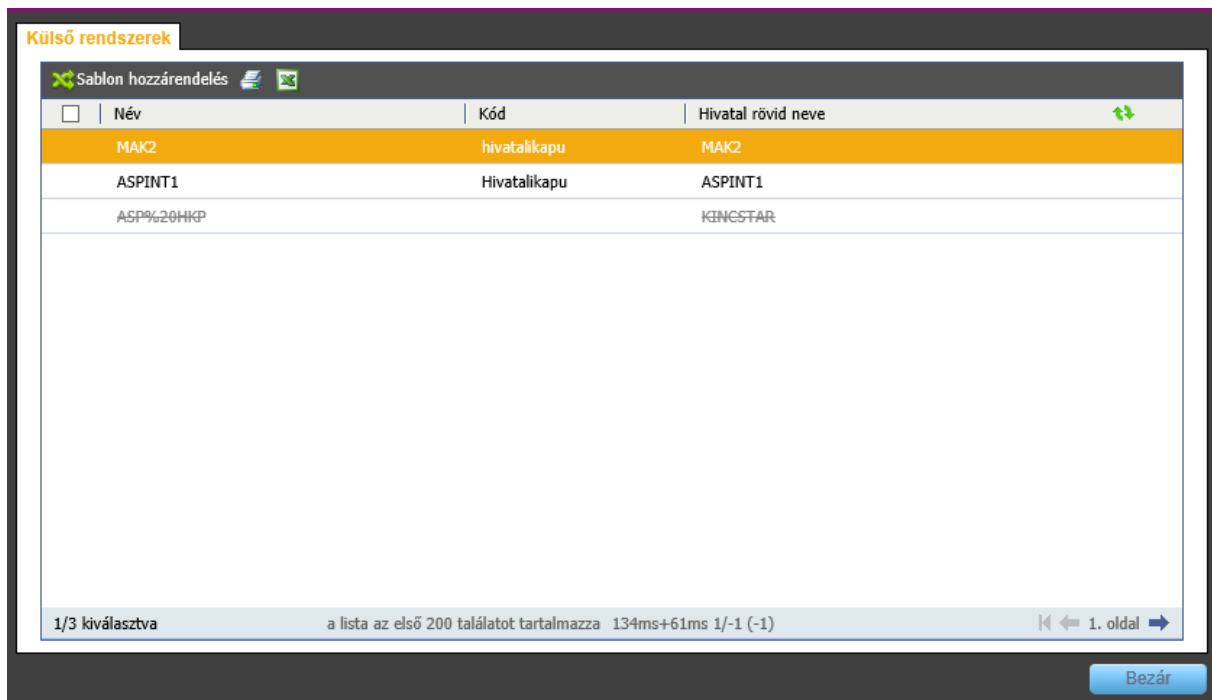 Külső rendszerek
Sablon hozzárendelés
Név Kód Hivatal rövid neve
MAK2 hivatalikapu MAK2
ASPINT1 Hivatalikapu ASPINT1
ASP%20HKP KINCSTAR
1/3 kiválasztva a lista az első 200 találatot tartalmazza 134ms+61ms 1/-1 (-1) 1. oldal
Bezár